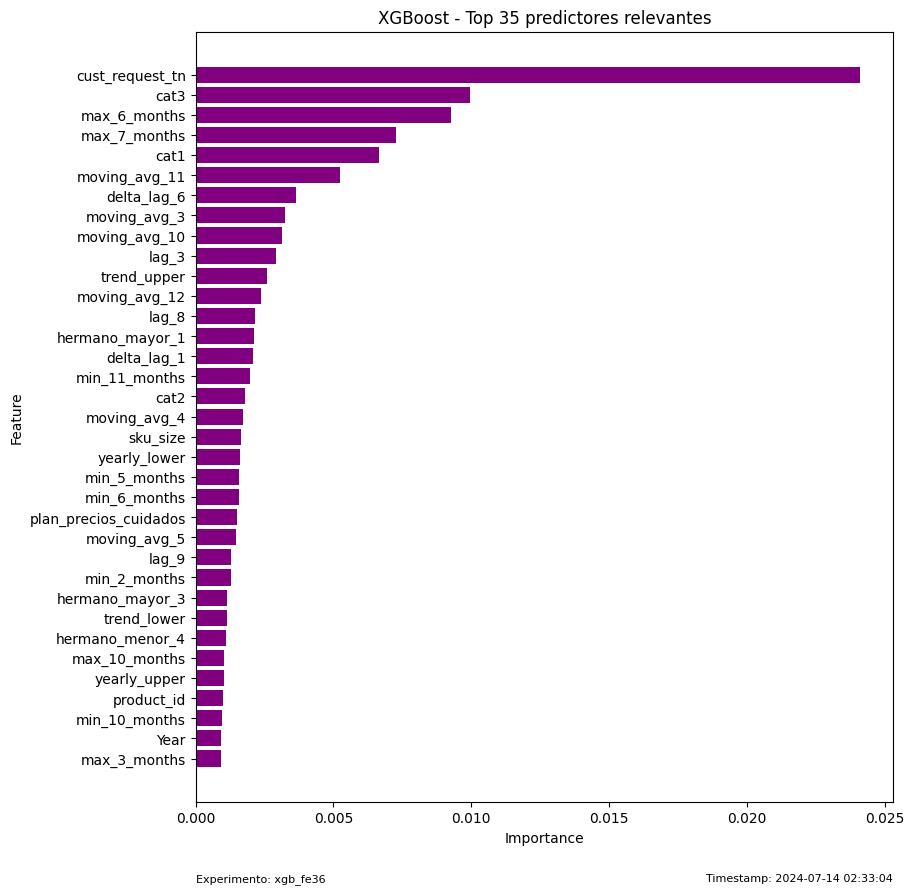 XGBoost - Top 35 predictores relevantes
Feature
cust_request_tn
cat3
max_6_months
max_7_months
cat1
moving_avg_11
delta_lag_6
moving_avg_3
moving_avg_10
lag_3
trend_upper
moving_avg_12
lag_8
hermano_mayor_1
delta_lag_1
min_11_months
cat2
moving_avg_4
sku_size
yearly_lower
min_5_months
min_6_months
plan_precios_cuidados
moving_avg_5
lag_9
min_2_months
hermano_mayor_3
trend_lower
hermano_menor_4
max_10_months
yearly_upper
product_id
min_10_months
Year
max_3_months
0.000 0.005 0.010 0.015 0.020 0.025
Importance
Experimento: xgb_fe36 Timestamp: 2024-07-14 02:33:04